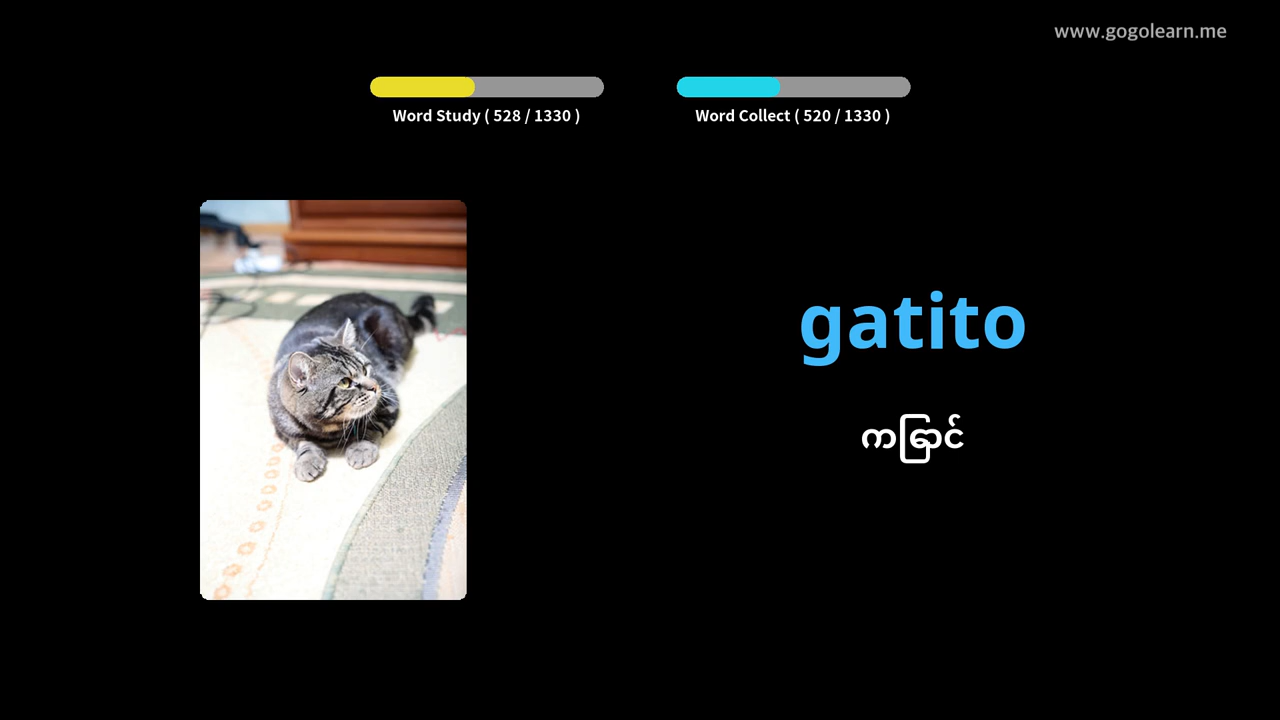 www.gogolearn.me
Word Study ( 528 / 1330 )
Word Collect ( 520 / 1330 )
gatito
ကြောင်